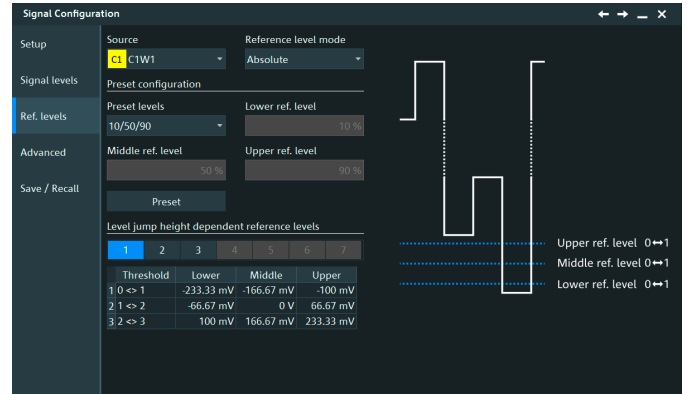 Signal Configuration
Setup
Signal levels
Ref. levels
Advanced
Save / Recall
Source
Reference level mode
C1 C1W1
Absolute
Preset configuration
Preset levels
Lower ref. level
10/50/90
10 %
Middle ref. level
Upper ref. level
50 %
90 %
Preset
Level jump height dependent reference levels
1 2 3 4 5 6 7
Threshold Lower Middle Upper
1 0 <> 1 -233.33 mV -166.67 mV -100 mV
2 1 <> 2 -66.67 mV 0 V 66.67 mV
3 2 <> 3 100 mV 166.67 mV 233.33 mV
Upper ref. level 0↔1
Middle ref. level 0↔1
Lower ref. level 0↔1